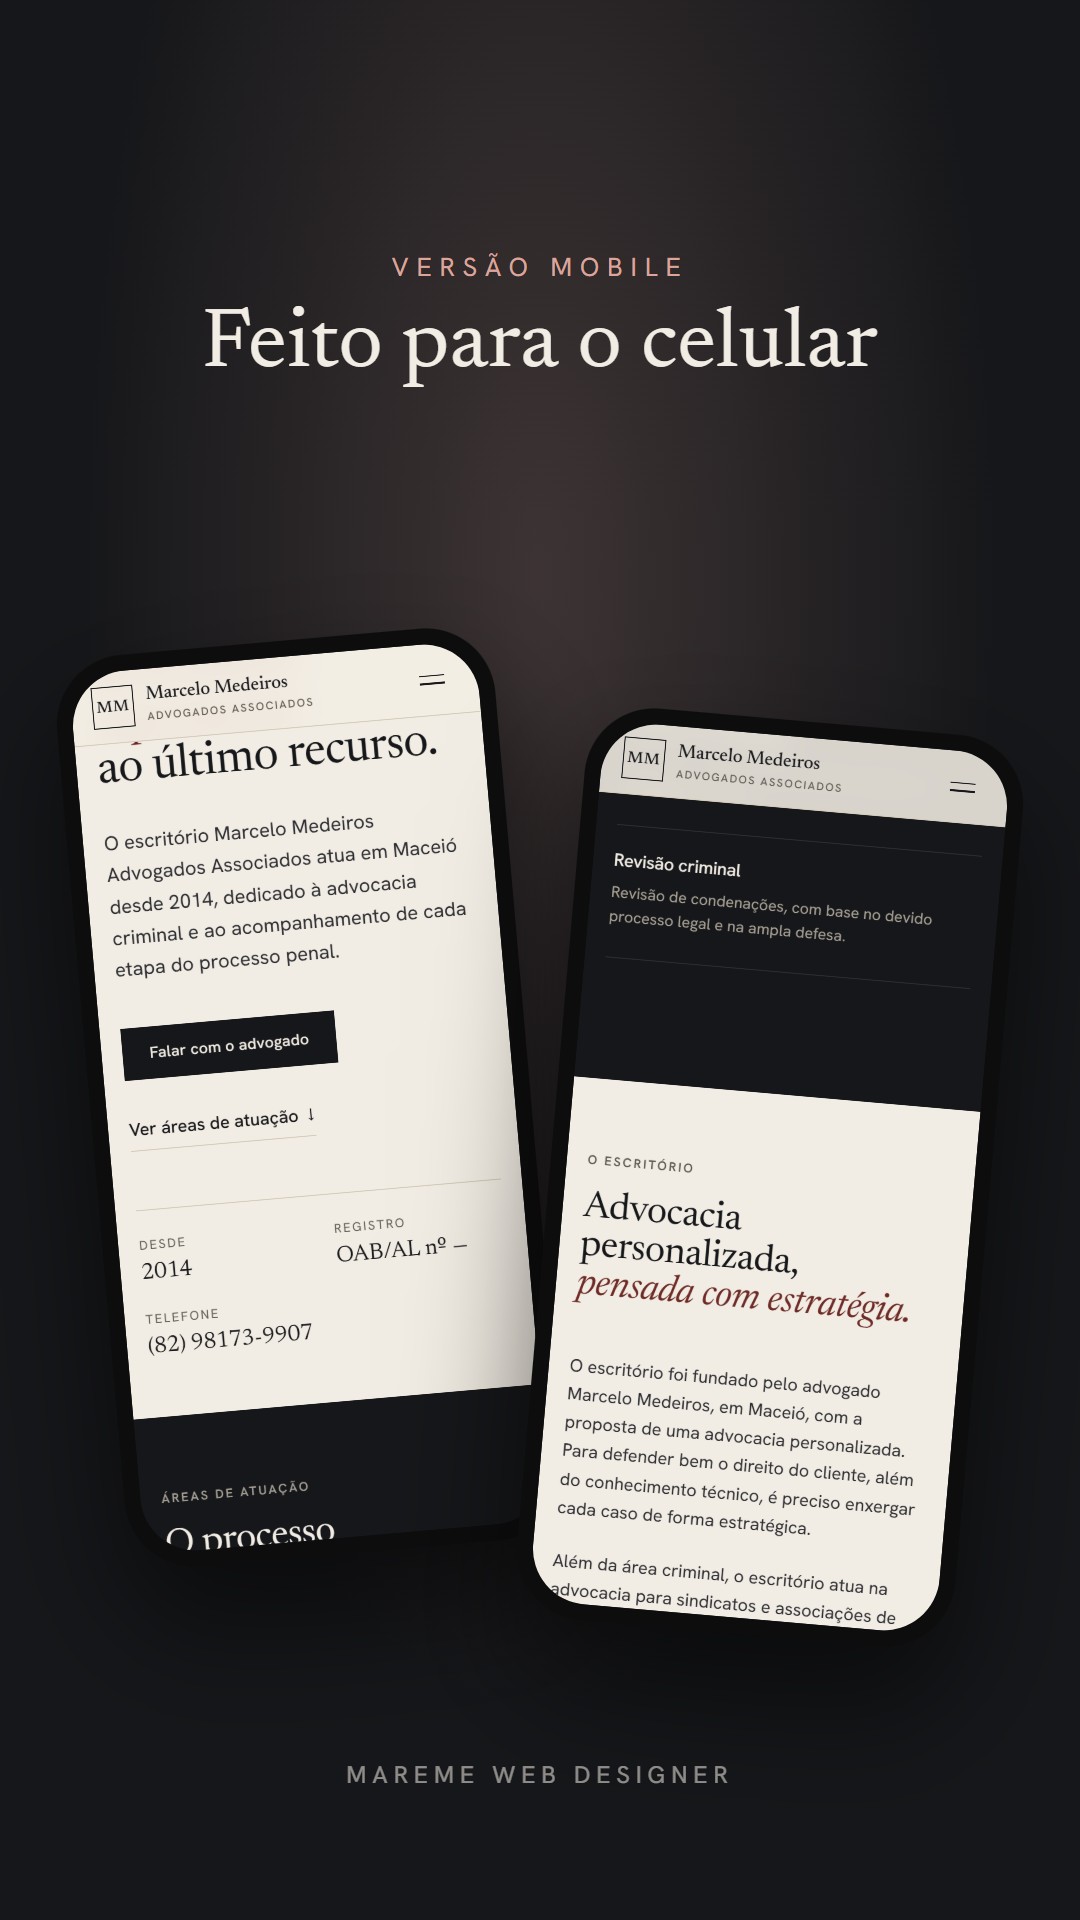 VERSÃO MOBILE
Feito para o celular
MM
Marcelo Medeiros
ADVOGADOS ASSOCIADOS
ao último recurso.
O escritório Marcelo Medeiros
Advogados Associados atua em Maceió
desde 2014, dedicado à advocacia
criminal e ao acompanhamento de cada
etapa do processo penal.
Falar com o advogado
Ver áreas de atuação ↓
DESDE
2014
REGISTRO
OAB/AL nº —
TELEFONE
(82) 98173-9907
ÁREAS DE ATUAÇÃO
O processo
MM
Marcelo Medeiros
ADVOGADOS ASSOCIADOS
Revisão criminal
Revisão de condenações, com base no devido
processo legal e na ampla defesa.
O ESCRITÓRIO
Advocacia
personalizada,
pensada com estratégia.
O escritório foi fundado pelo advogado
Marcelo Medeiros, em Maceió, com a
proposta de uma advocacia personalizada.
Para defender bem o direito do cliente, além
do conhecimento técnico, é preciso enxergar
cada caso de forma estratégica.
Além da área criminal, o escritório atua na
advocacia para sindicatos e associações de
MAREME WEB DESIGNER